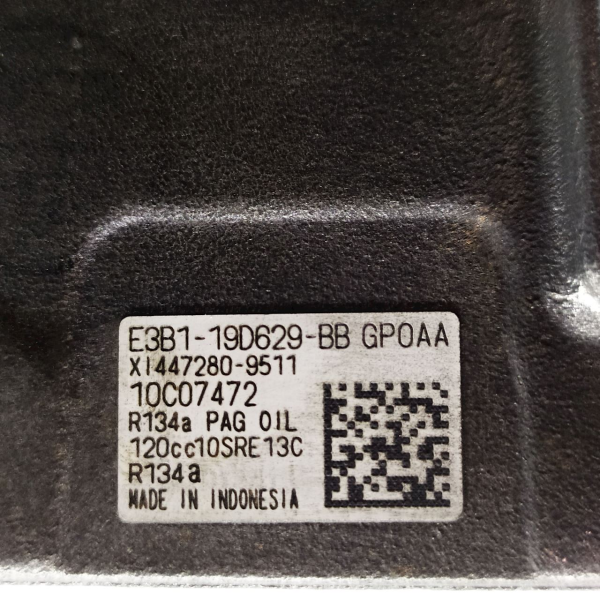 E3B1-19D629-BB GP0AA
XI447280-9511
10C07472
R134a PAG OIL
120cc10SRE13C
R134a
MADE IN INDONESIA